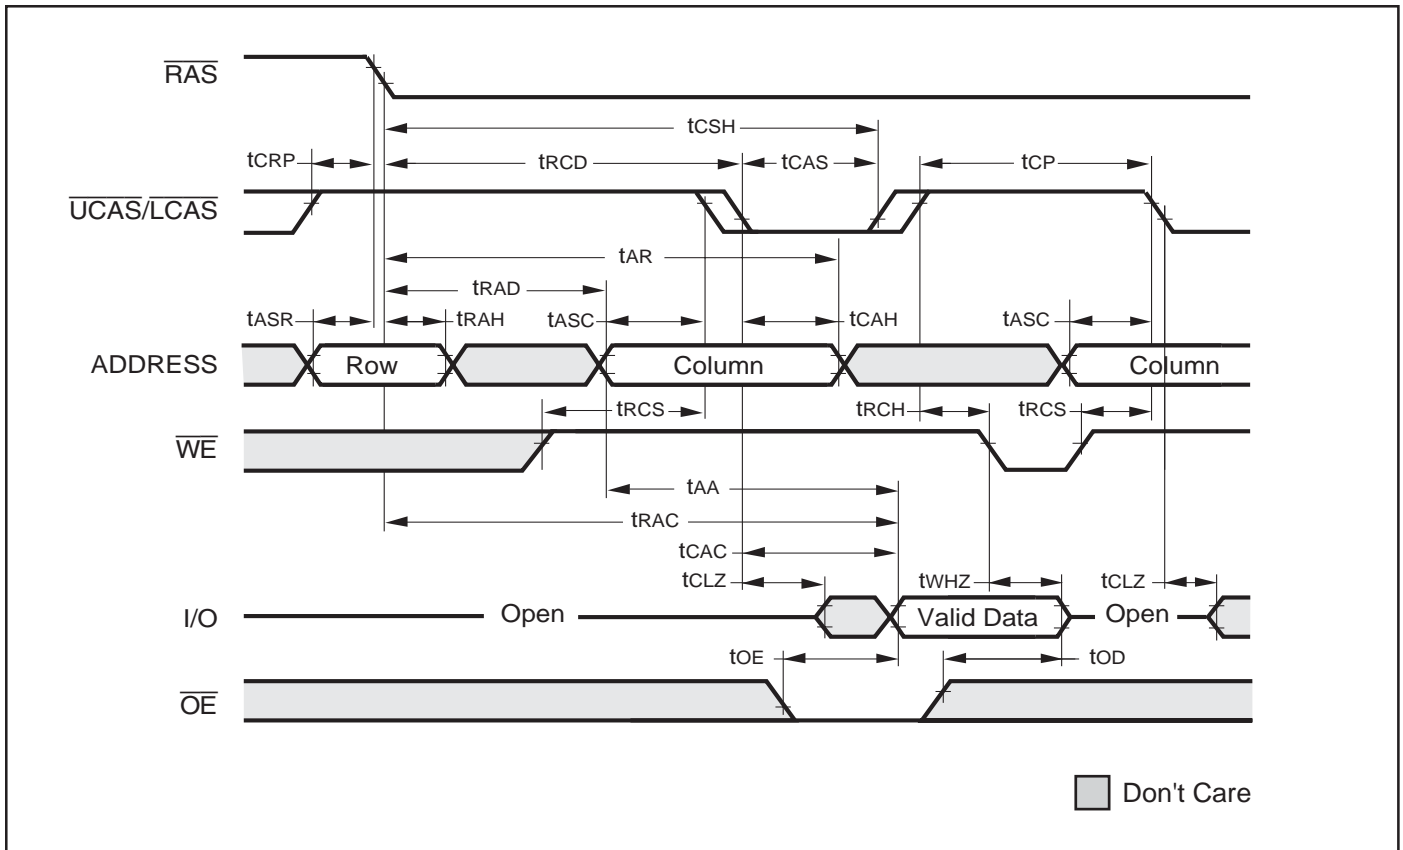 RAS
tCSH
tCRP tRCD tCAS tCP
UCAS/LCAS
tAR
tRAD
tASR tRAH tASC tCAH tASC
ADDRESS Row Column Column
tRCS tRCH tRCS
WE
tAA
tRAC
tCAC
tCLZ tWHZ tCLZ
I/O Open Valid Data Open
tOE tOD
OE
Don't Care